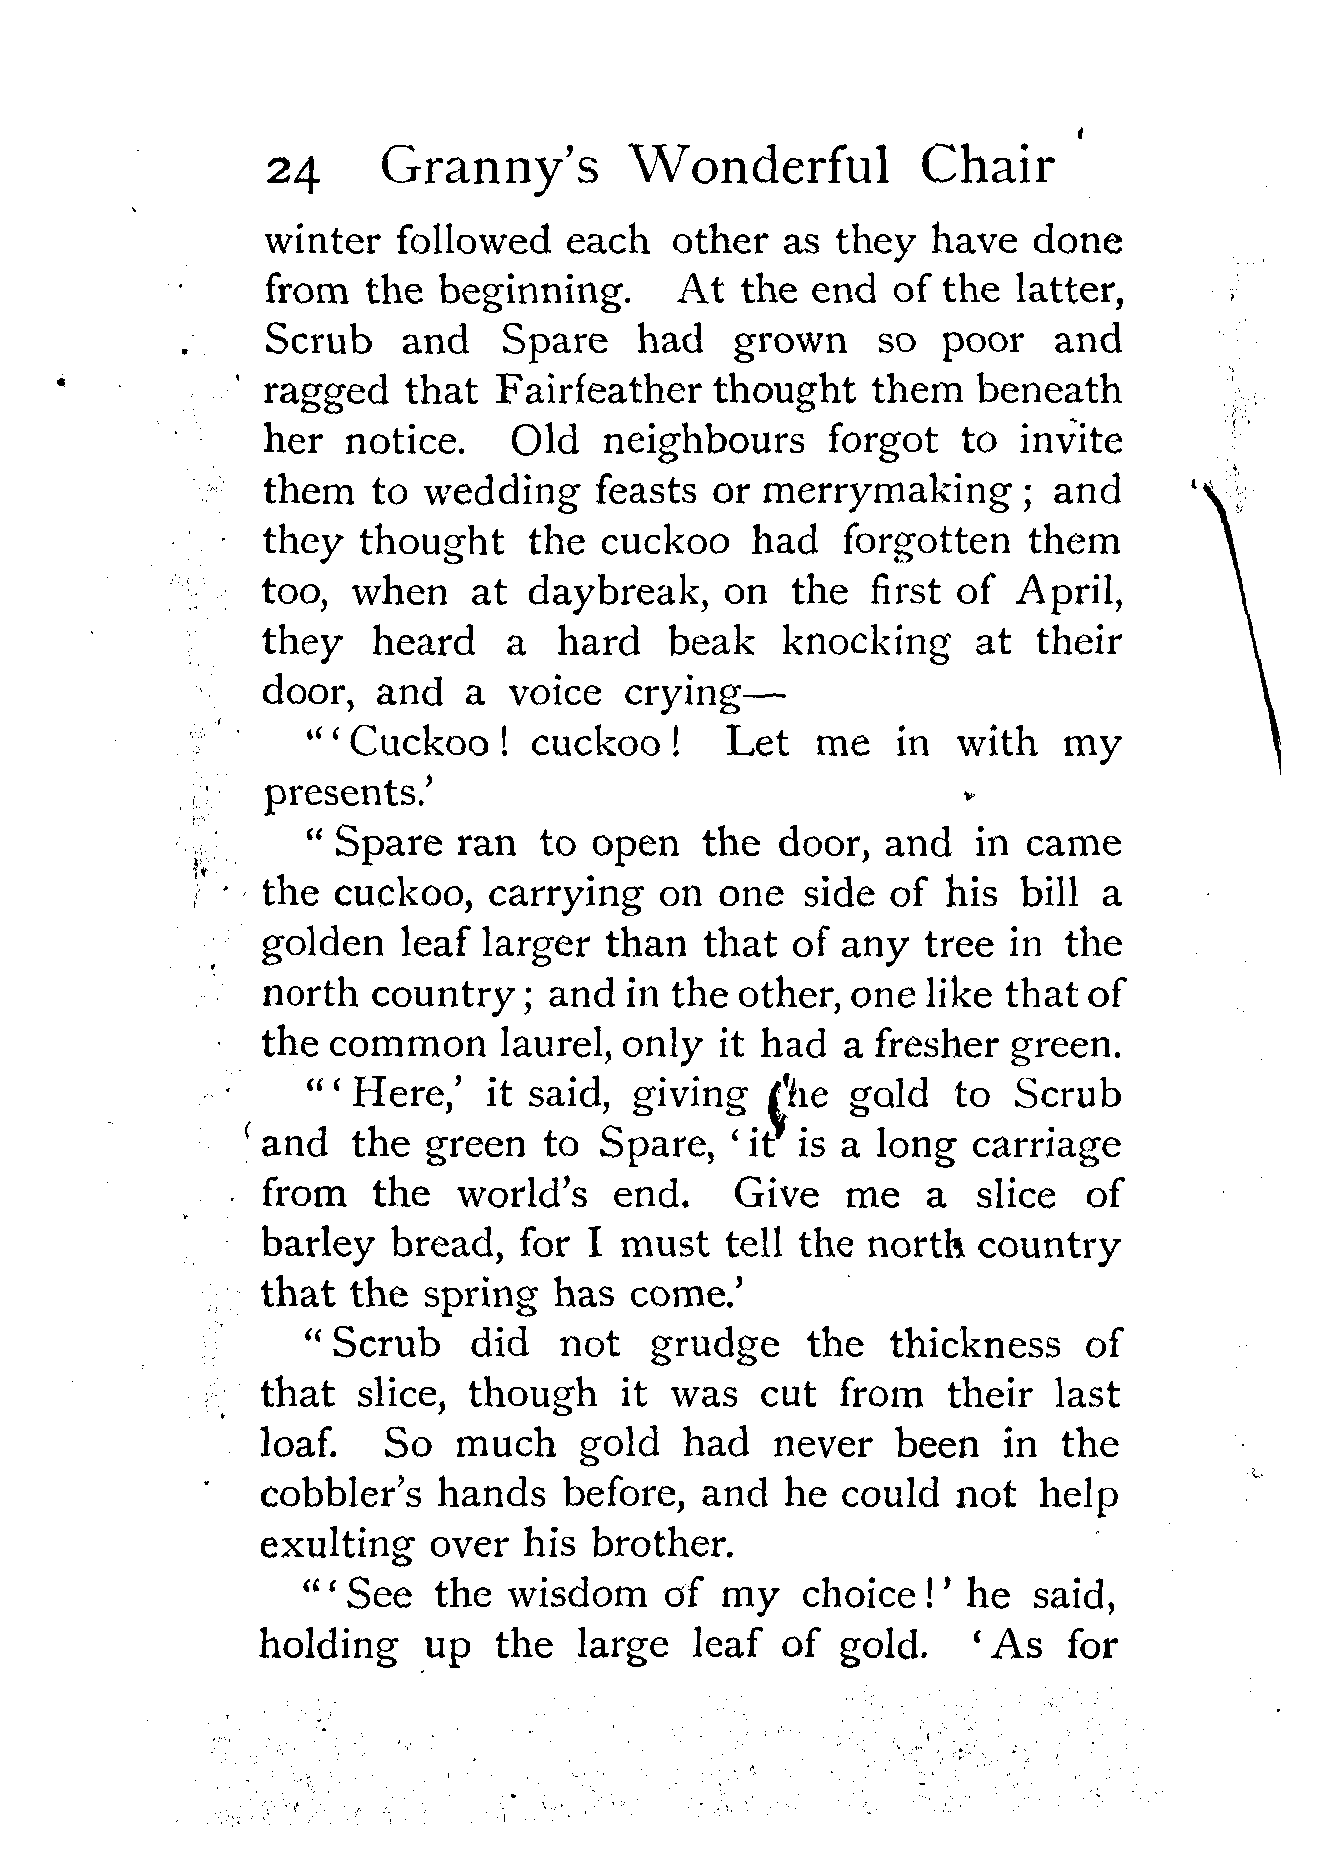 24 Granny's Wonderful Chair
winter followed each other as they have done
from the beginning. At the end of the latter,
Scrub and Spare had grown so poor and
ragged that Fairfeather thought them beneath
her notice. Old neighbours forgot to invite
them to wedding feasts or merrymaking; and
they thought the cuckoo had forgotten them
too, when at daybreak, on the first of April,
they heard a hard beak knocking at their
door, and a voice crying—
"'Cuckoo! cuckoo! Let me in with my
presents.'
"Spare ran to open the door, and in came
the cuckoo, carrying on one side of his bill a
golden leaf larger than that of any tree in the
north country; and in the other, one like that of
the common laurel, only it had a fresher green.
"'Here,' it said, giving the gold to Scrub
and the green to Spare, 'it is a long carriage
from the world's end. Give me a slice of
barley bread, for I must tell the north country
that the spring has come.'
"Scrub did not grudge the thickness of
that slice, though it was cut from their last
loaf. So much gold had never been in the
cobbler's hands before, and he could not help
exulting over his brother.
"'See the wisdom of my choice!' he said,
holding up the large leaf of gold. 'As for